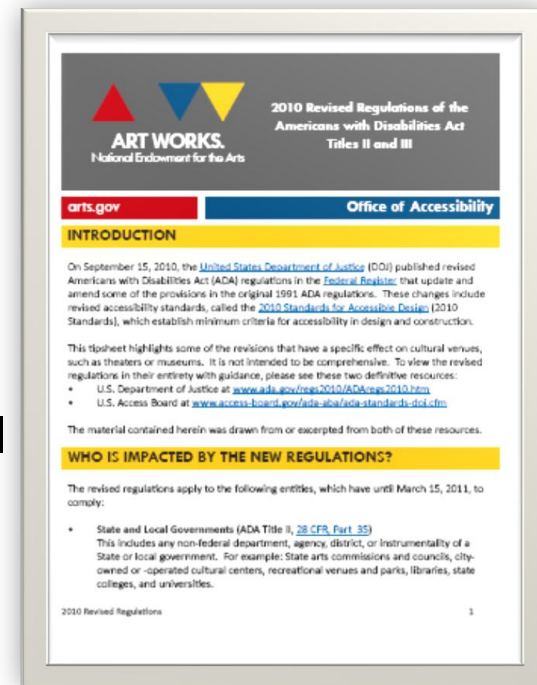 ART WORKS.
National Endowment for the Arts
2010 Revised Regulations of the
Americans with Disabilities Act
Titles II and III
arts.gov
Office of Accessibility
INTRODUCTION
On September 15, 2010, the United States Department of Justice (DOJ) published revised
Americans with Disabilities Act (ADA) regulations in the Federal Register that update and
amend some of the provisions in the original 1991 ADA regulations. These changes include
revised accessibility standards, called the 2010 Standards for Accessible Design (2010
Standards), which establish minimum criteria for accessibility in design and construction.
This tipsheet highlights some of the revisions that have a specific effect on cultural venues,
such as theaters or museums. It is not intended to be comprehensive. To view the revised
regulations in their entirety with guidance, please see these two definitive resources:
• U.S. Department of Justice at www.ada.gov/regs2010/ADAregs2010.htm
• U.S. Access Board at www.access-board.gov/ada-aba/ada-standards-doj.cfm
The material contained herein was drawn from or excerpted from both of these resources.
WHO IS IMPACTED BY THE NEW REGULATIONS?
The revised regulations apply to the following entities, which have until March 15, 2011, to
comply:
• State and Local Governments (ADA Title II, 28 CFR, Part 35)
This includes any non-federal department, agency, district, or instrumentality of a
State or local government. For example: State arts commissions and councils, city-
owned or -operated cultural centers, recreational venues and parks, libraries, state
colleges, and universities.
2010 Revised Regulations 1